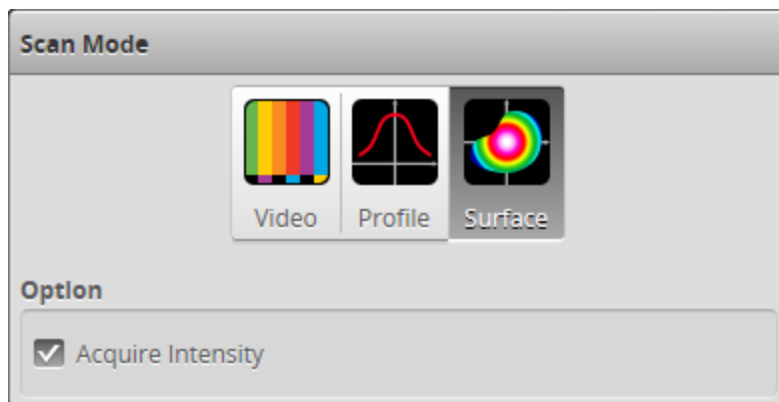 Scan Mode
Video Profile Surface
Option
Acquire Intensity